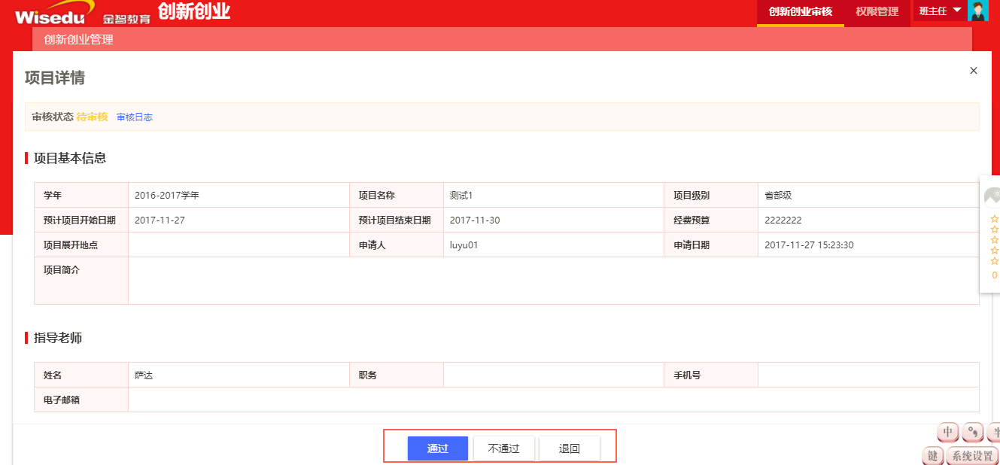 Wisedu 金智教育 创新创业 创新创业审核 权限管理 班主任
创新创业管理
项目详情
审核状态 待审核 审核日志
项目基本信息
学年 2016-2017学年 项目名称 测试1 项目级别 省部级
预计项目开始日期 2017-11-27 预计项目结束日期 2017-11-30 经费预算 2222222
项目展开地点 申请人 luyu01 申请日期 2017-11-27 15:23:30
项目简介
0
指导老师
姓名 萨达 职务 手机号
电子邮箱
通过 不通过 退回
中 半
键 系统设置